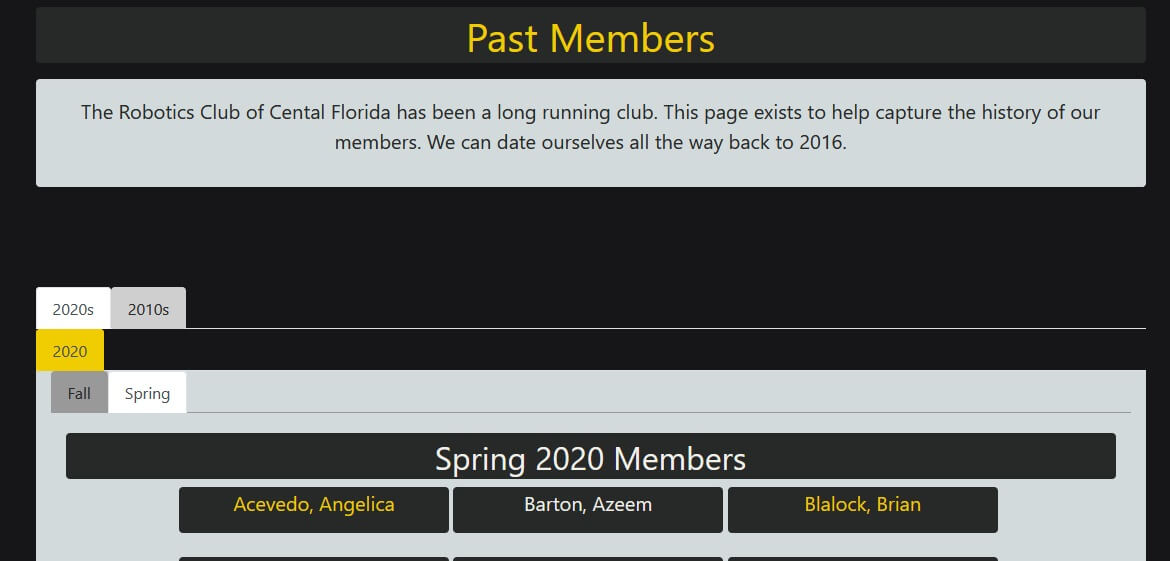 Past Members
The Robotics Club of Cental Florida has been a long running club. This page exists to help capture the history of our
members. We can date ourselves all the way back to 2016.
2020s 2010s
2020
Fall Spring
Spring 2020 Members
Acevedo, Angelica Barton, Azeem Blalock, Brian